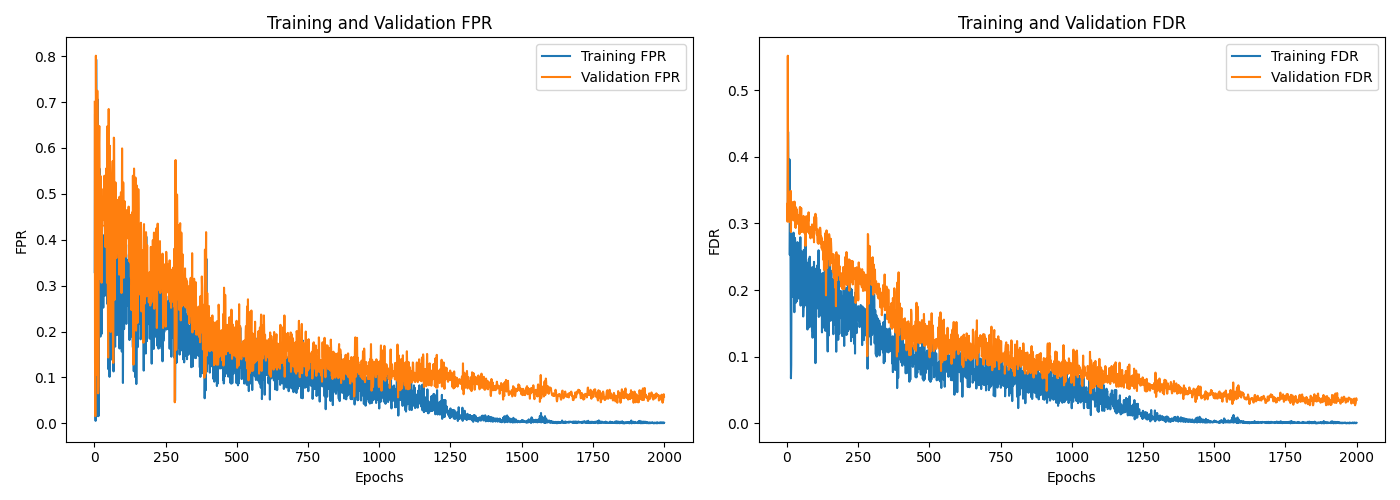 Training and Validation FPR
Training FPR
Validation FPR
0.8
0.7
0.6
0.5
0.4
0.3
0.2
0.1
0.0
FPR
0 250 500 750 1000 1250 1500 1750 2000
Epochs
Training and Validation FDR
Training FDR
Validation FDR
0.5
0.4
0.3
0.2
0.1
0.0
FDR
0 250 500 750 1000 1250 1500 1750 2000
Epochs